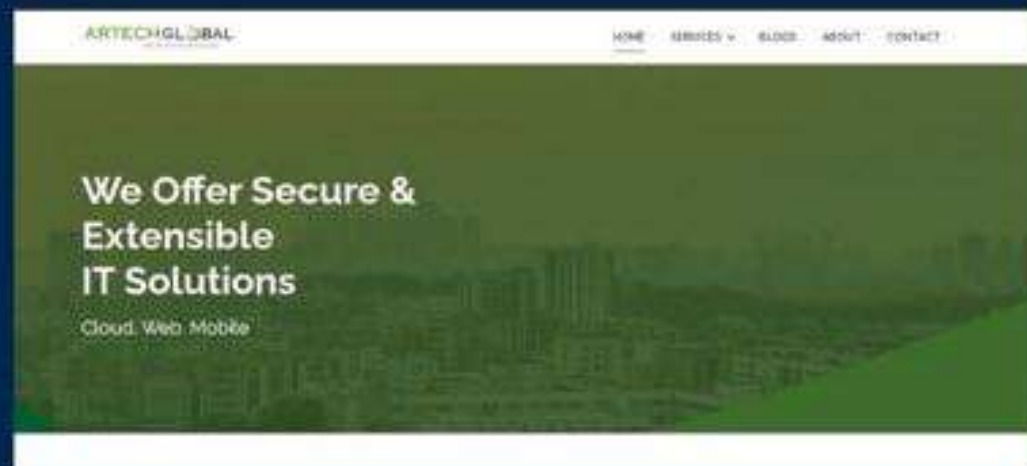 ARTECHGLOBAL
HOME SERVICES BLOGS ABOUT CONTACT
We Offer Secure &
Extensible
IT Solutions
Cloud. Web. Mobile